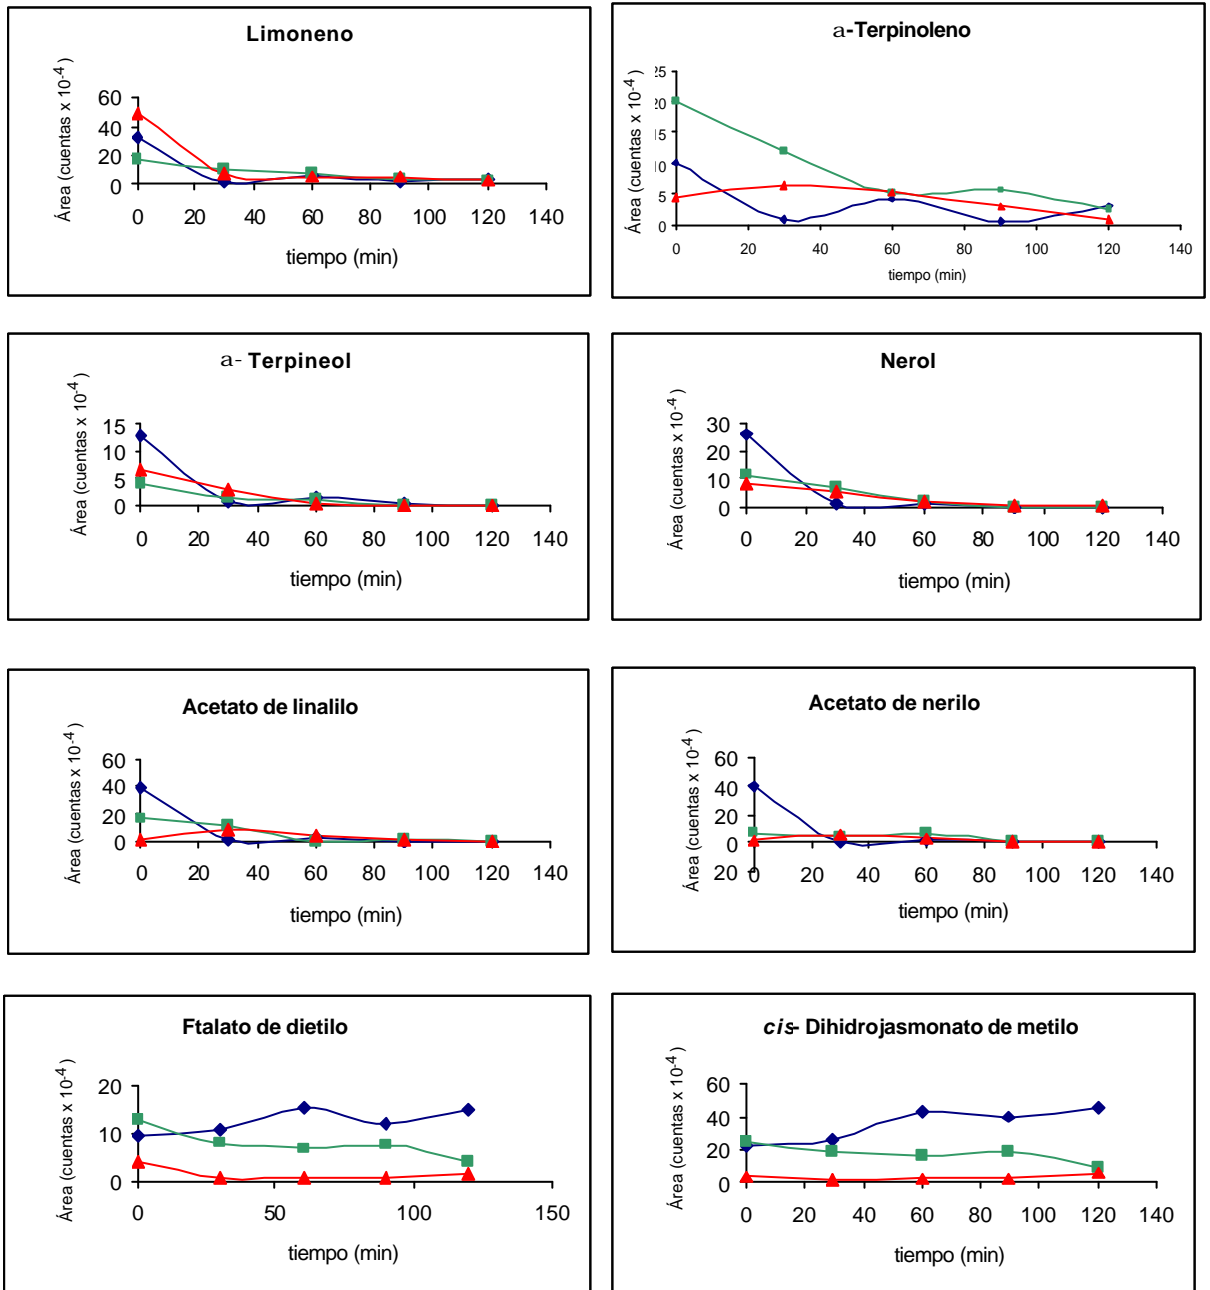 Limoneno
Área (cuentas x 10-4 )
60
40
20
0
0 20 40 60 80 100 120 140
tiempo (min)
a-Terpinoleno
Área (cuentas x 10-4 )
25
20
15
10
5
0
0 20 40 60 80 100 120 140
tiempo (min)
a- Terpineol
Área (cuentas x 10-4 )
15
10
5
0
0 20 40 60 80 100 120 140
tiempo (min)
Nerol
Área (cuentas x 10-4 )
30
20
10
0
0 20 40 60 80 100 120 140
tiempo (min)
Acetato de linalilo
Área (cuentas x 10-4 )
60
40
20
0
0 20 40 60 80 100 120 140
tiempo (min)
Acetato de nerilo
Área (cuentas x 10-4 )
60
40
20
0
20
0 20 40 60 80 100 120 140
tiempo (min)
Ftalato de dietilo
Área (cuentas x 10-4 )
20
10
0
0 50 100 150
tiempo (min)
cis- Dihidrojasmonato de metilo
Área (cuentas x 10-4 )
60
40
20
0
0 20 40 60 80 100 120 140
tiempo (min)